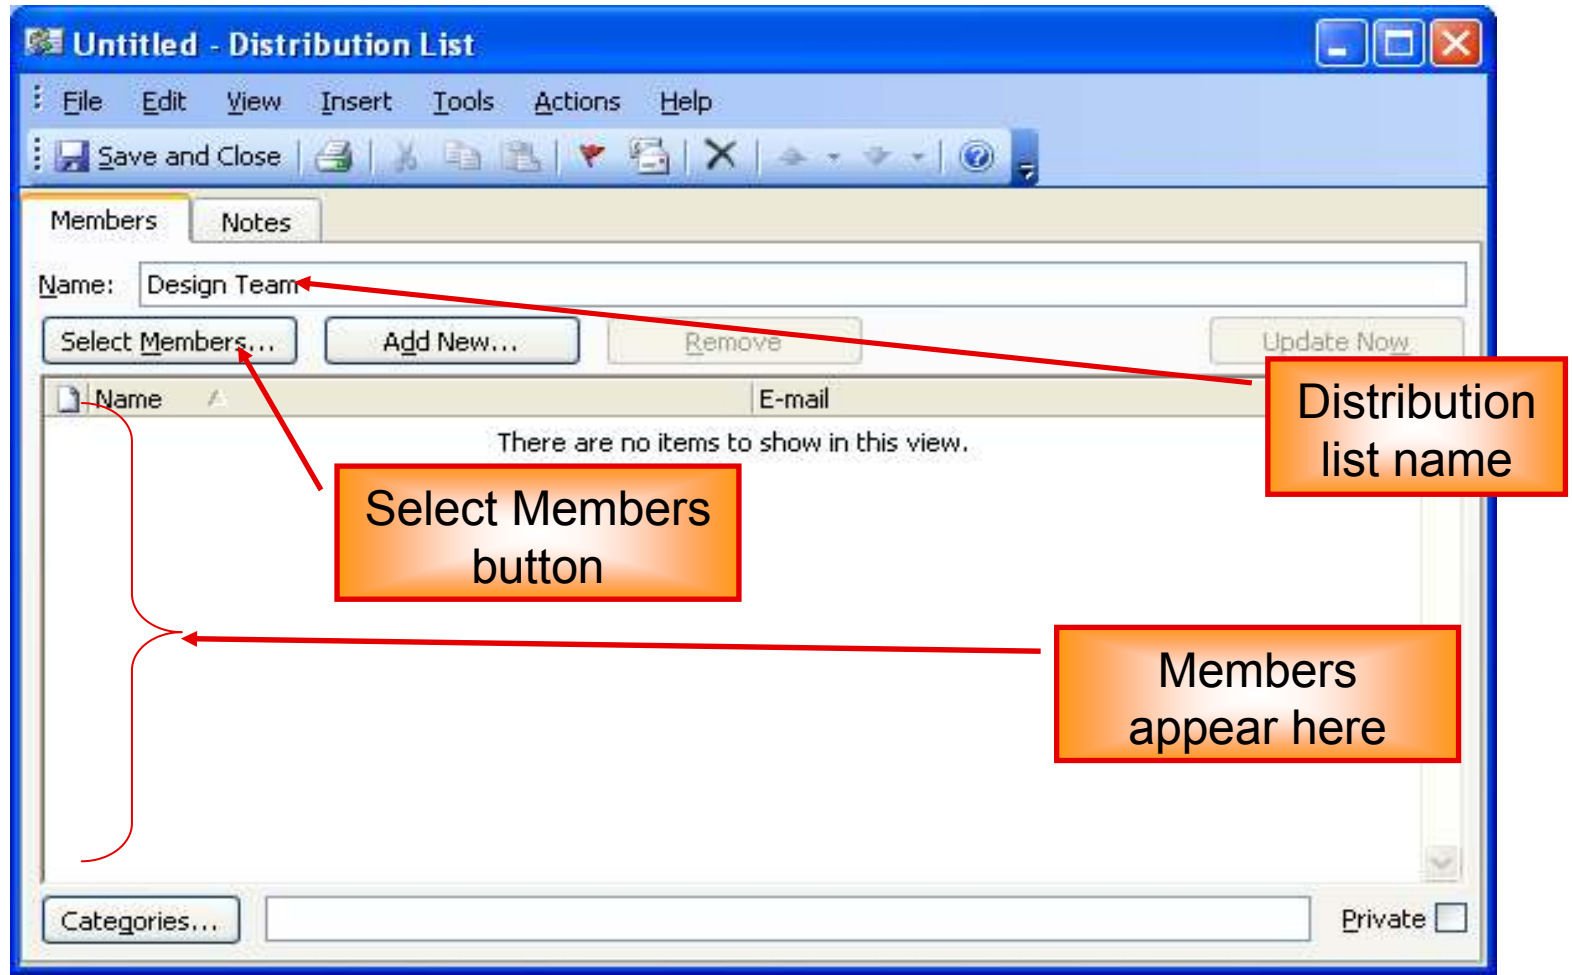 Untitled - Distribution List
File Edit View Insert Tools Actions Help
Save and Close
Members Notes
Name: Design Team
Select Members... Add New... Remove Update Now
Name E-mail
There are no items to show in this view.
Distribution
list name
Select Members
button
Members
appear here
Categories... Private